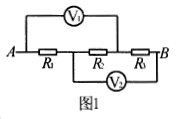 V₁
A R₁ R₂ R₃ B
V₂
图1